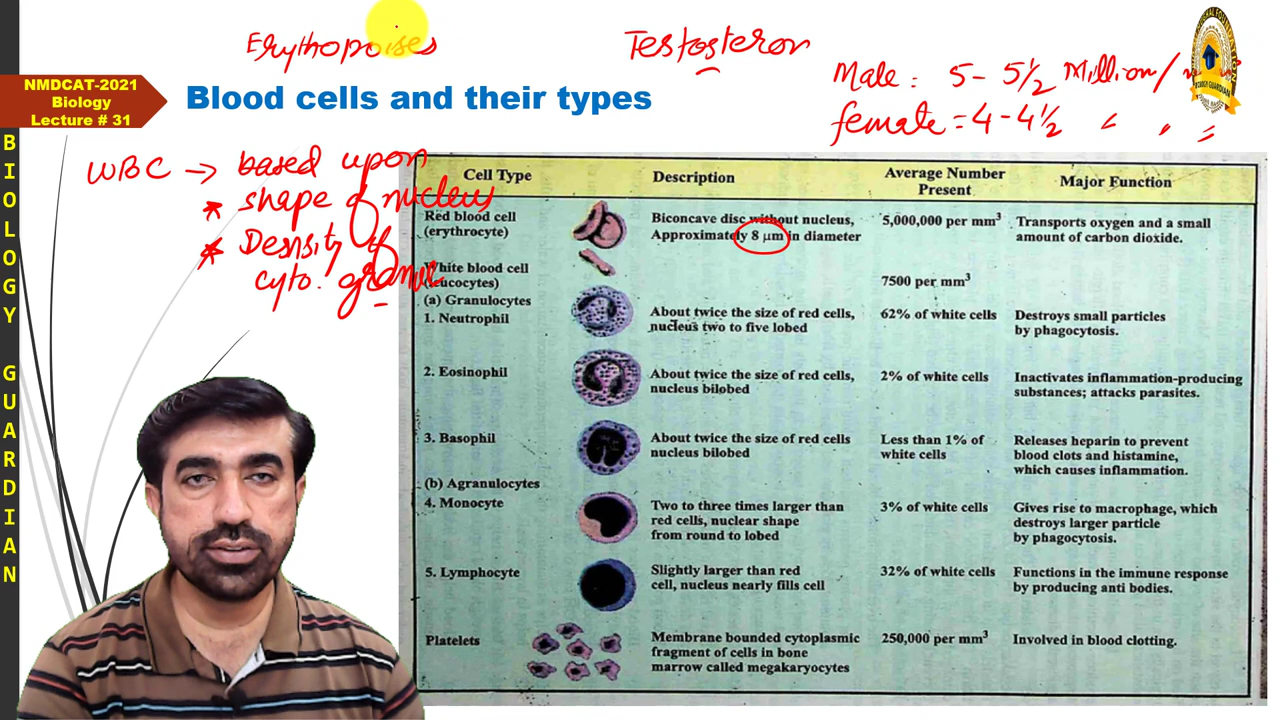 Erythopoises
Testosteron
Male : 5 - 5 1/2 Million/
female = 4 - 4 1/2 " " "
NMDCAT-2021
Biology
Lecture # 31
Blood cells and their types
BIOLOGY GUARDIAN
WBC → based upon
* shape of nucleus
* Density of
cyto. granule
Cell Type Description Average Number Present Major Function
Red blood cell (erythrocyte)
Biconcave disc without nucleus,
Approximately 8 µm in diameter
5,000,000 per mm³
Transports oxygen and a small
amount of carbon dioxide.
White blood cell
(leucocytes)
7500 per mm³
(a) Granulocytes
1. Neutrophil
About twice the size of red cells,
nucleus two to five lobed
62% of white cells
Destroys small particles
by phagocytosis.
2. Eosinophil
About twice the size of red cells,
nucleus bilobed
2% of white cells
Inactivates inflammation-producing
substances; attacks parasites.
3. Basophil
About twice the size of red cells
nucleus bilobed
Less than 1% of
white cells
Releases heparin to prevent
blood clots and histamine,
which causes inflammation.
(b) Agranulocytes
4. Monocyte
Two to three times larger than
red cells, nuclear shape
from round to lobed
3% of white cells
Gives rise to macrophage, which
destroys larger particle
by phagocytosis.
5. Lymphocyte
Slightly larger than red
cell, nucleus nearly fills cell
32% of white cells
Functions in the immune response
by producing anti bodies.
Platelets
Membrane bounded cytoplasmic
fragment of cells in bone
marrow called megakaryocytes
250,000 per mm³
Involved in blood clotting.